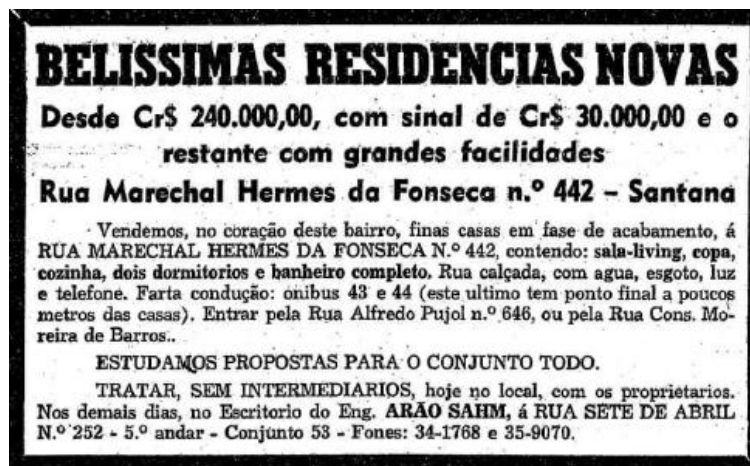 BELISSIMAS RESIDENCIAS NOVAS
Desde Cr$ 240.000,00, com sinal de Cr$ 30.000,00 e o
restante com grandes facilidades
Rua Marechal Hermes da Fonseca n.º 442 - Santana
Vendemos, no coração deste bairro, finas casas em fase de acabamento, á
RUA MARECHAL HERMES DA FONSECA N.º 442, contendo: sala-living, copa,
cozinha, dois dormitorios e banheiro completo. Rua calçada, com agua, esgoto, luz
e telefone. Farta condução: onibus 43 e 44 (este ultimo tem ponto final a poucos
metros das casas). Entrar pela Rua Alfredo Pujol n.º 646, ou pela Rua Cons. Mo-
reira de Barros..
ESTUDAMOS PROPOSTAS PARA O CONJUNTO TODO.
TRATAR, SEM INTERMEDIARIOS, hoje no local, com os proprietarios.
Nos demais dias, no Escritorio do Eng. ARÃO SAHM, á RUA SETE DE ABRIL
N.º 252 - 5.º andar - Conjunto 53 - Fones: 34-1768 e 35-9070.